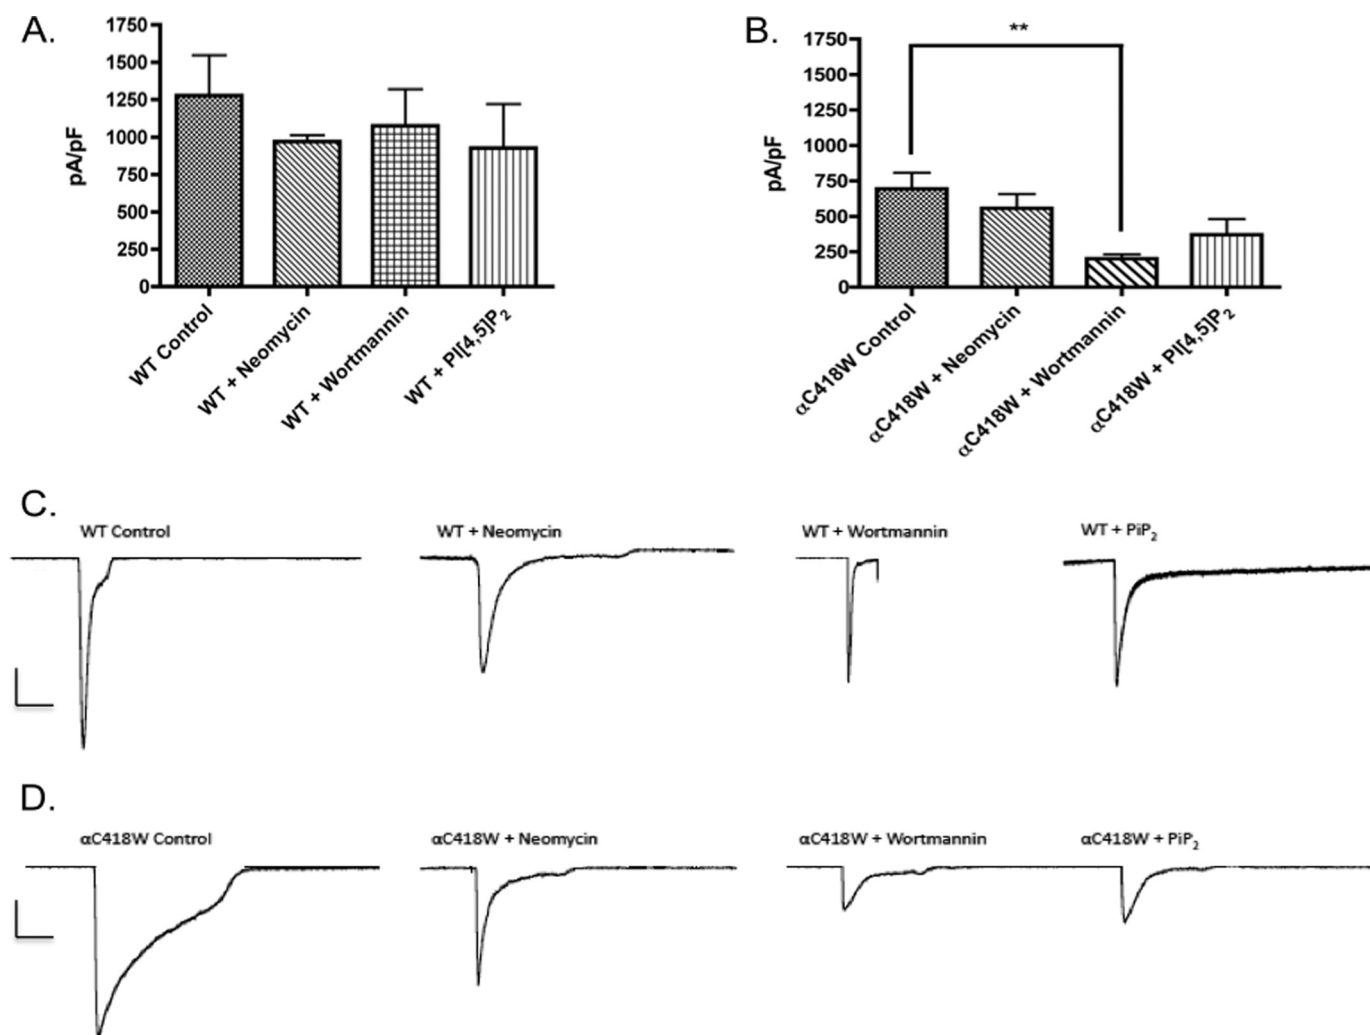 A.
1750
1500
1250
1000
750
500
250
0
pA/pF
WT Control
WT + Neomycin
WT + Wortmannin
WT + PI[4,5]P₂
B.
**
1750
1500
1250
1000
750
500
250
0
pA/pF
αC418W Control
αC418W + Neomycin
αC418W + Wortmannin
αC418W + PI[4,5]P₂
C.
WT Control
WT + Neomycin
WT + Wortmannin
WT + PiP₂
D.
αC418W Control
αC418W + Neomycin
αC418W + Wortmannin
αC418W + PiP₂